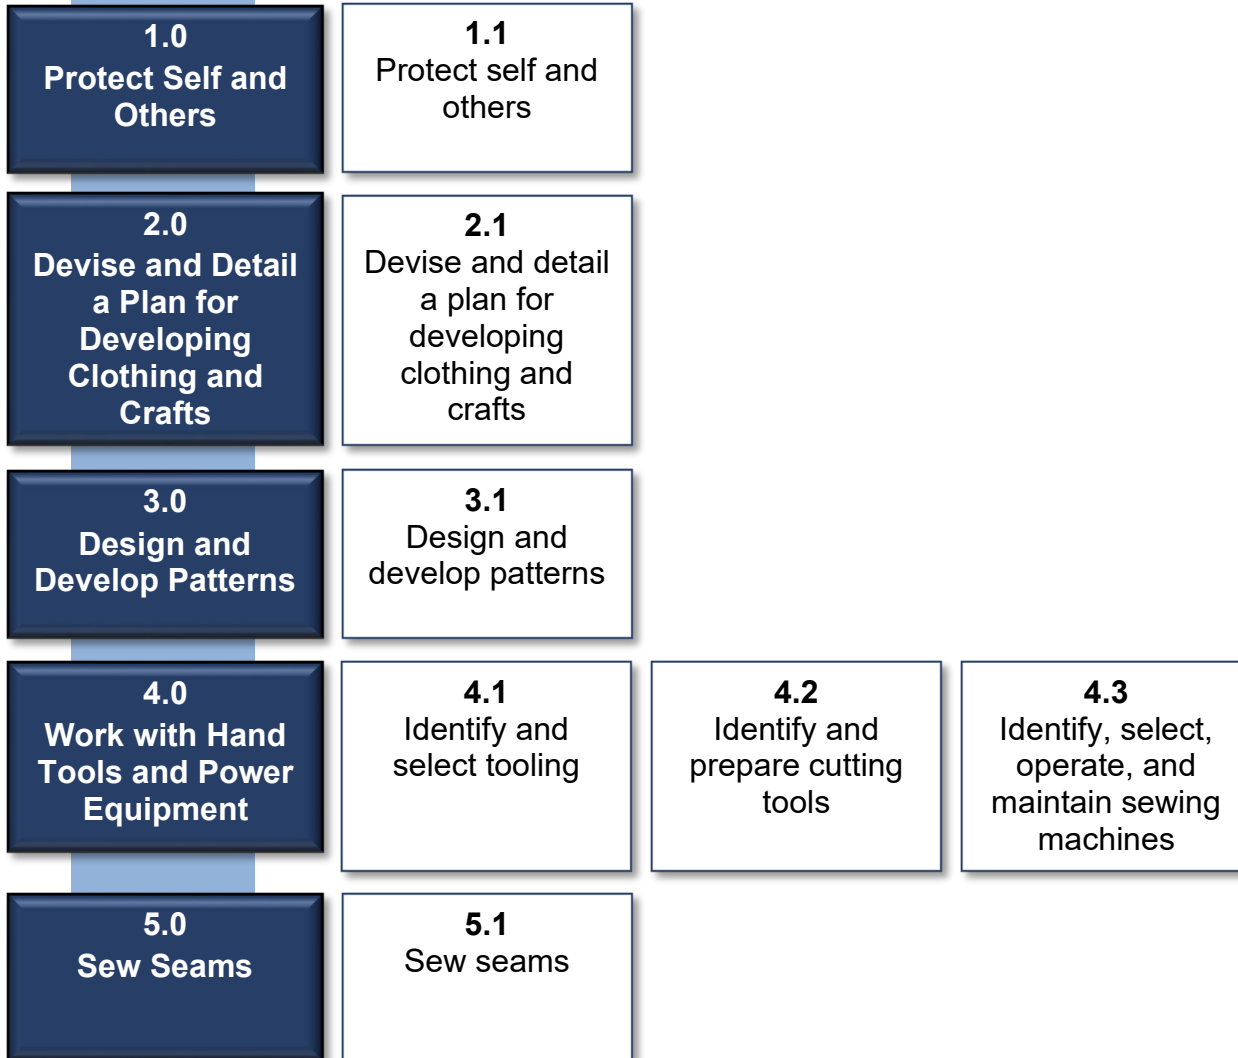 1.0
Protect Self and
Others
1.1
Protect self and
others
2.0
Devise and Detail
a Plan for
Developing
Clothing and
Crafts
2.1
Devise and detail
a plan for
developing
clothing and
crafts
3.0
Design and
Develop Patterns
3.1
Design and
develop patterns
4.0
Work with Hand
Tools and Power
Equipment
4.1
Identify and
select tooling
4.2
Identify and
prepare cutting
tools
4.3
Identify, select,
operate, and
maintain sewing
machines
5.0
Sew Seams
5.1
Sew seams